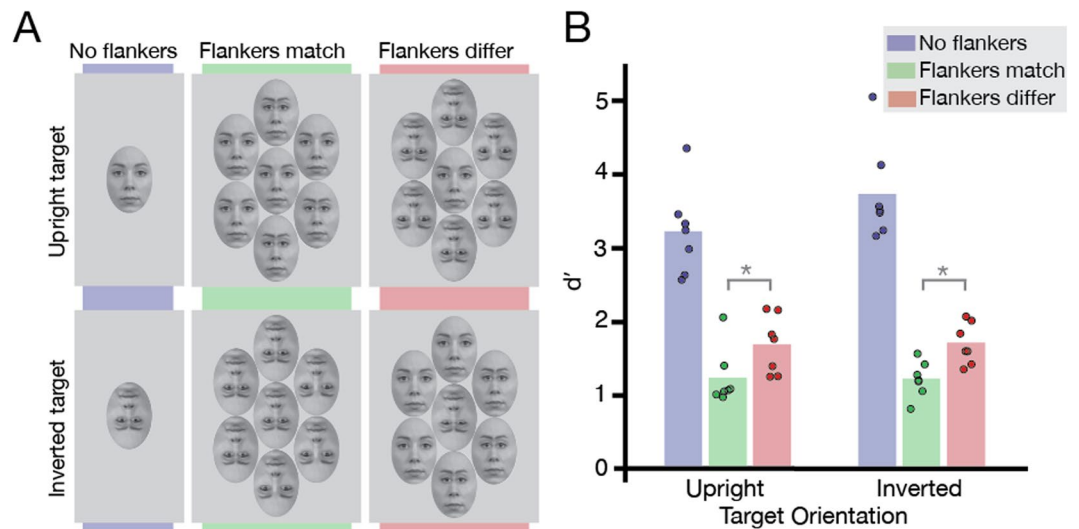 A
No flankers
Flankers match
Flankers differ
Upright target
Inverted target
B
No flankers
Flankers match
Flankers differ
d′
5
4
3
2
1
0
*
*
Upright
Inverted
Target Orientation